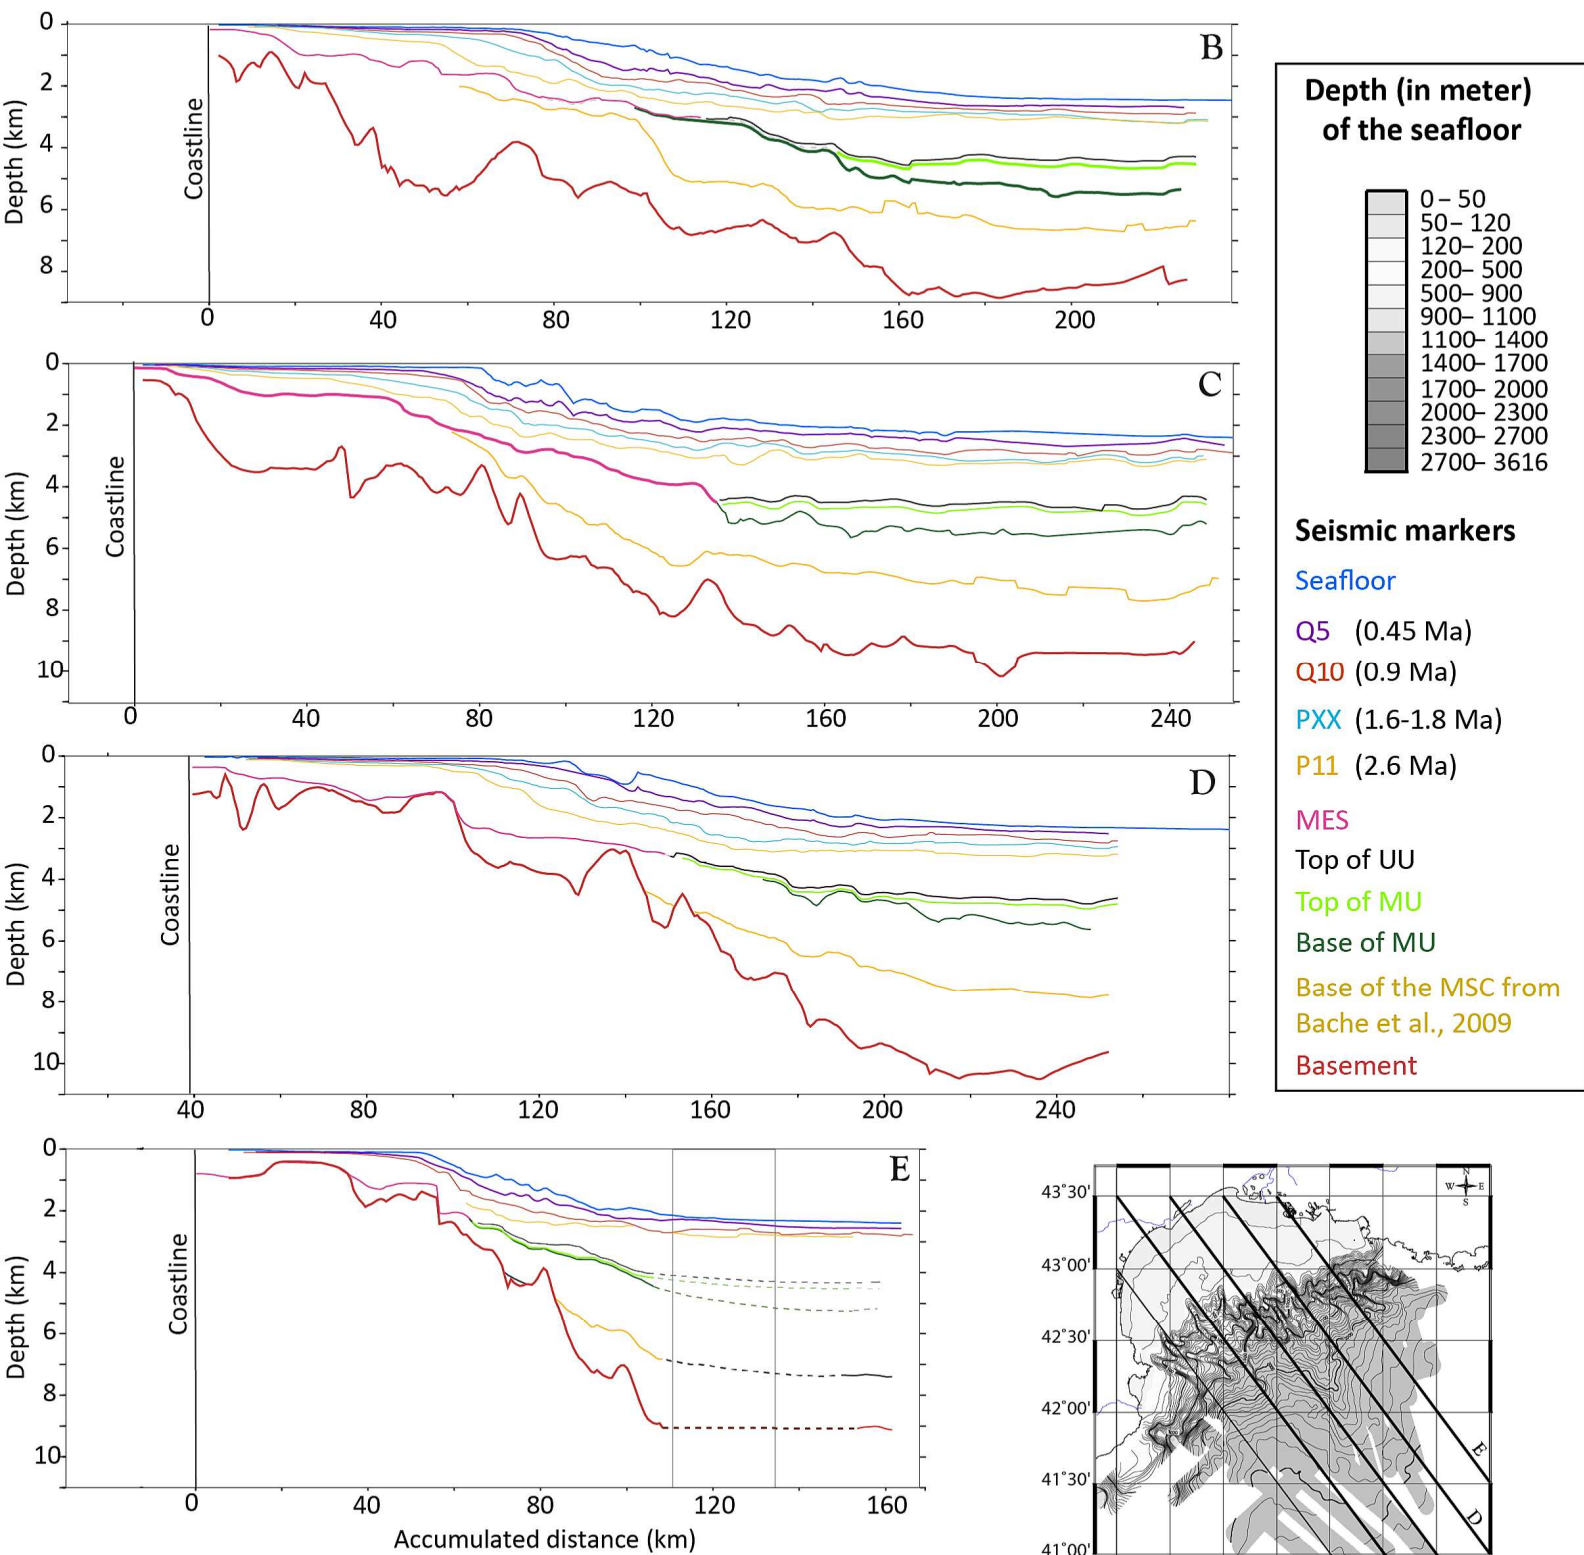 B
0
2
4
6
8
Depth (km)
Coastline
0 40 80 120 160 200
C
0
2
4
6
8
10
Depth (km)
Coastline
0 40 80 120 160 200 240
D
0
2
4
6
8
10
Depth (km)
Coastline
40 80 120 160 200 240
E
0
2
4
6
8
10
Depth (km)
Coastline
0 40 80 120 160
Accumulated distance (km)
Depth (in meter)
of the seafloor
0 – 50
50 – 120
120– 200
200– 500
500– 900
900– 1100
1100– 1400
1400– 1700
1700– 2000
2000– 2300
2300– 2700
2700– 3616
Seismic markers
Seafloor
Q5 (0.45 Ma)
Q10 (0.9 Ma)
PXX (1.6-1.8 Ma)
P11 (2.6 Ma)
MES
Top of UU
Top of MU
Base of MU
Base of the MSC from
Bache et al., 2009
Basement
N
W E
S
43°30'
43°00'
42°30'
42°00'
41°30'
41°00'
E
D